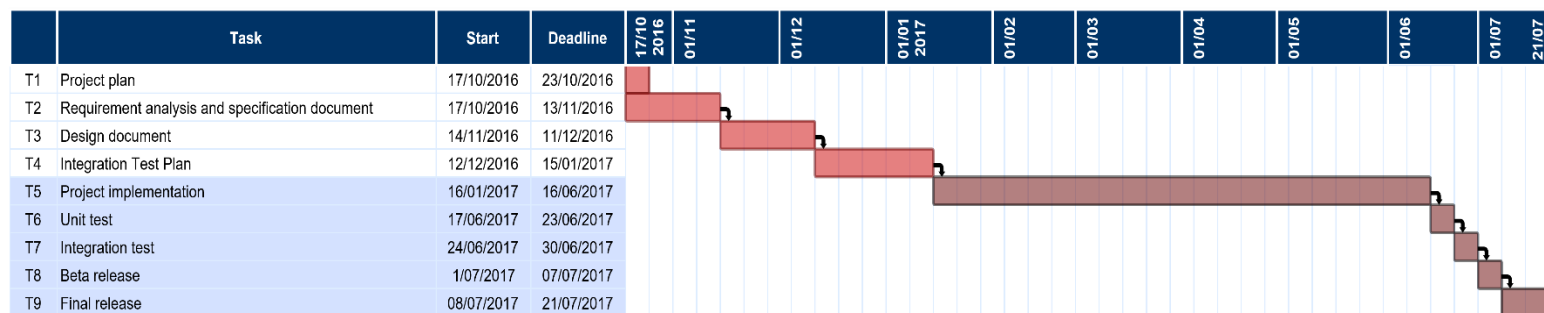 Task Start Deadline 17/10 2016 01/11 01/12 01/01 2017 01/02 01/03 01/04 01/05 01/06 01/07 21/07
T1 Project plan 17/10/2016 23/10/2016
T2 Requirement analysis and specification document 17/10/2016 13/11/2016
T3 Design document 14/11/2016 11/12/2016
T4 Integration Test Plan 12/12/2016 15/01/2017
T5 Project implementation 16/01/2017 16/06/2017
T6 Unit test 17/06/2017 23/06/2017
T7 Integration test 24/06/2017 30/06/2017
T8 Beta release 1/07/2017 07/07/2017
T9 Final release 08/07/2017 21/07/2017